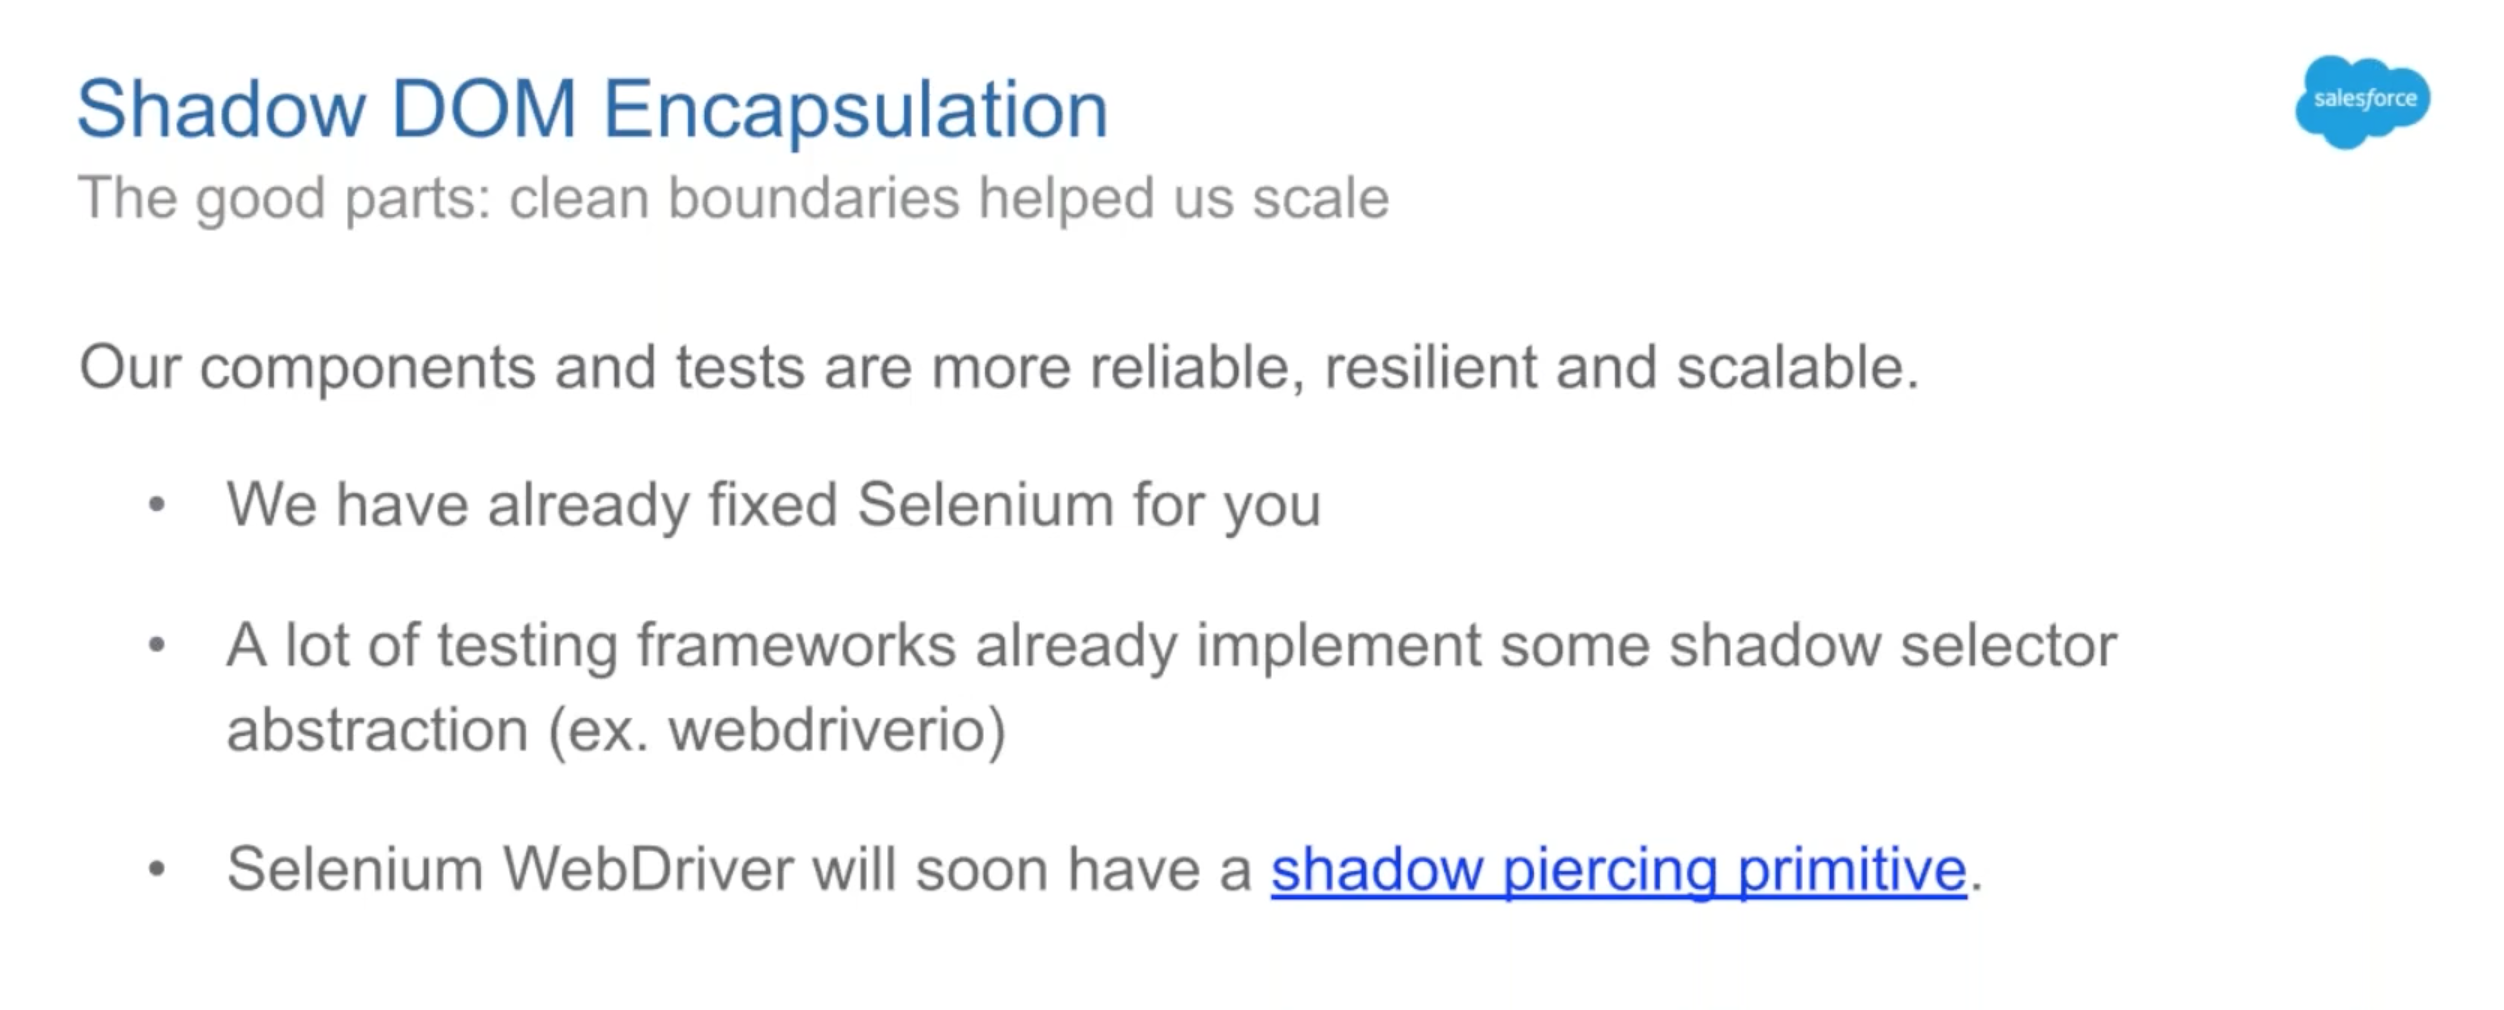 Shadow DOM Encapsulation
salesforce
The good parts: clean boundaries helped us scale
Our components and tests are more reliable, resilient and scalable.
• We have already fixed Selenium for you
• A lot of testing frameworks already implement some shadow selector
abstraction (ex. webdriverio)
• Selenium WebDriver will soon have a shadow piercing primitive.